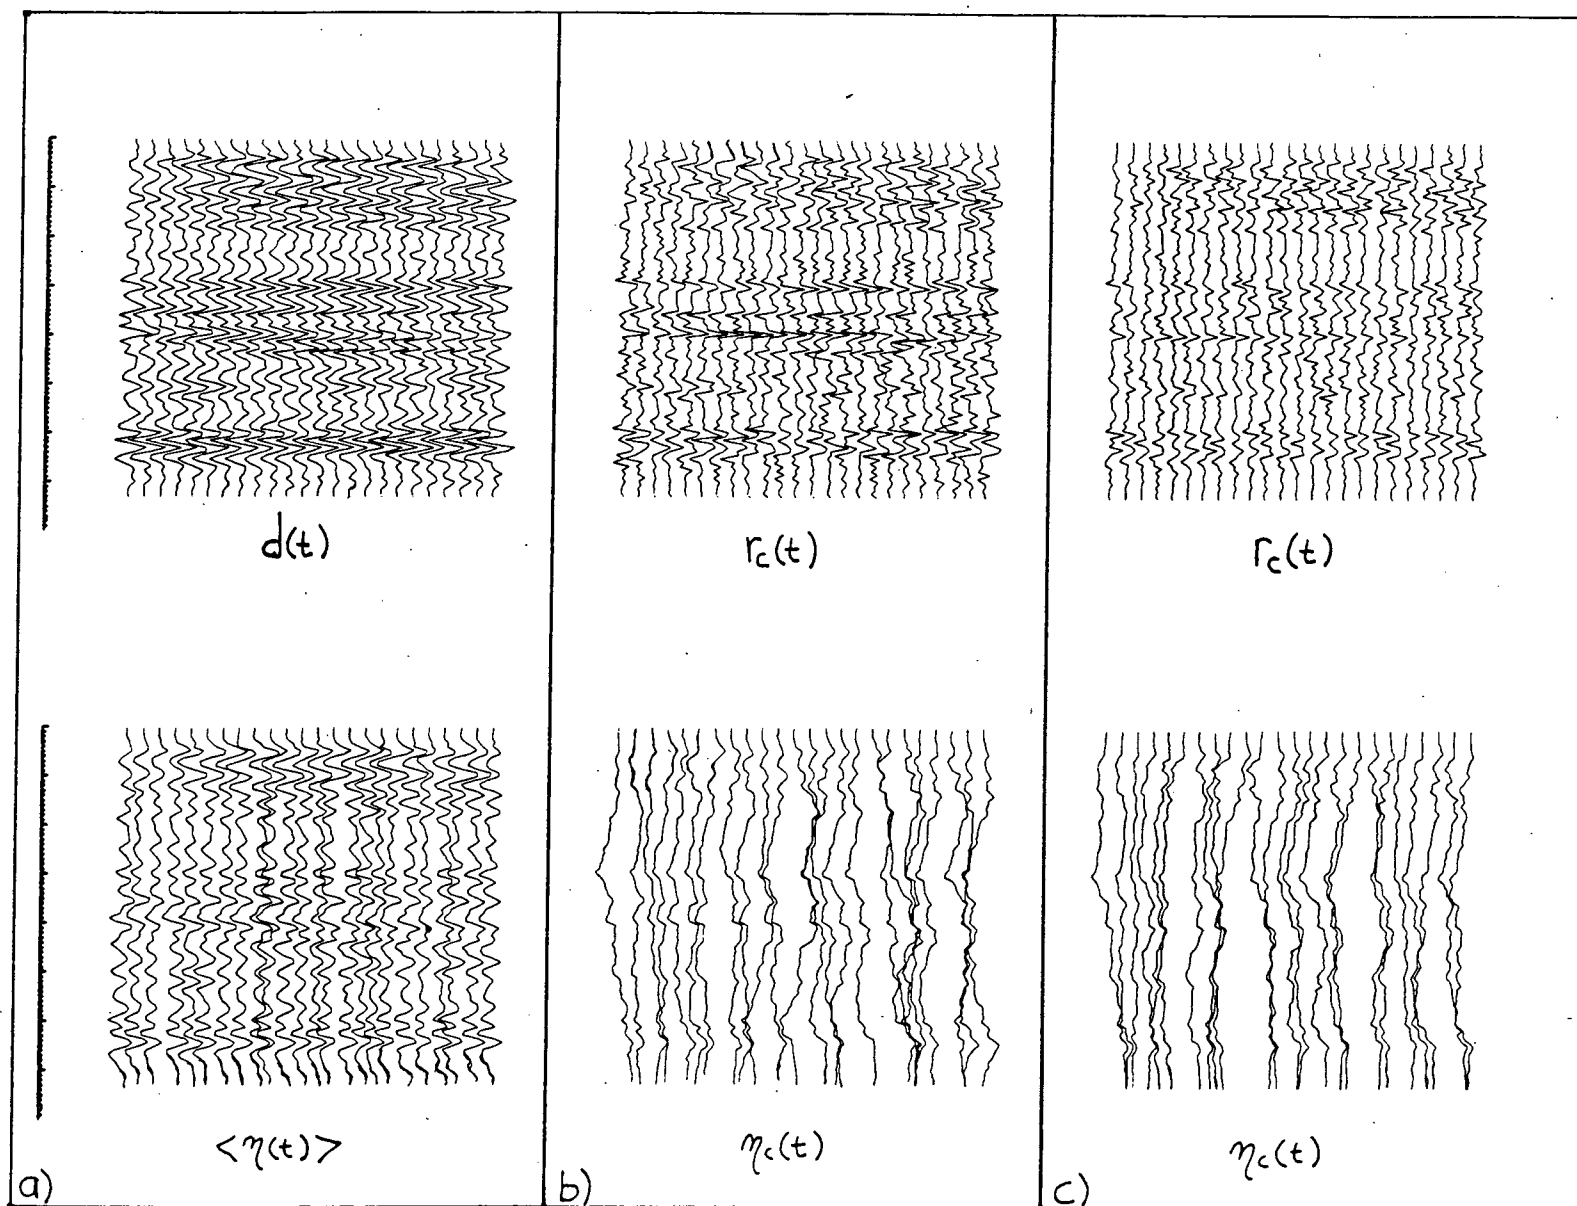 d(t)
r_c(t)
r_c(t)
<η(t)>
η_c(t)
η_c(t)
a)
b)
c)